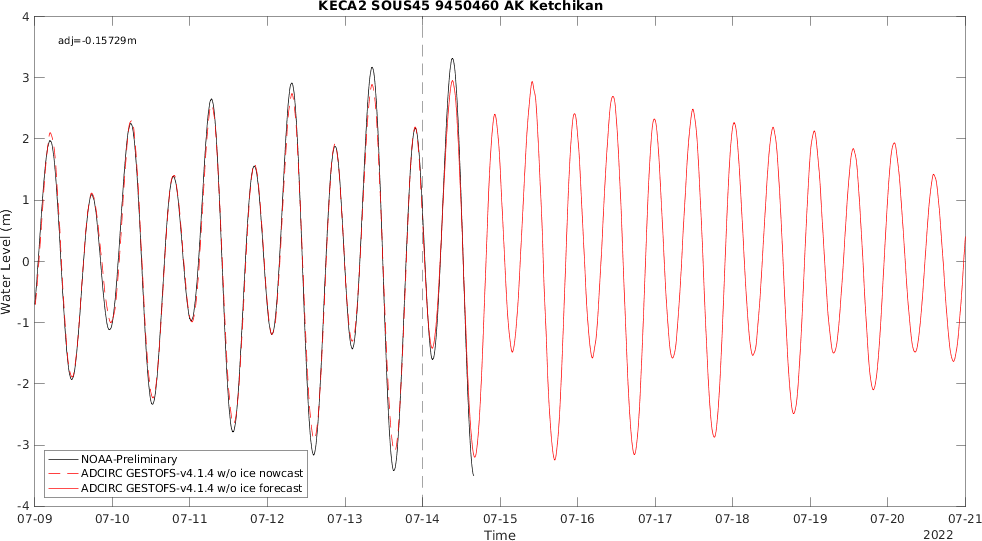 KECA2 SOUS45 9450460 AK Ketchikan
adj=-0.15729m
Water Level (m)
4
3
2
1
0
-1
-2
-3
-4
NOAA-Preliminary
ADCIRC GESTOFS-v4.1.4 w/o ice nowcast
ADCIRC GESTOFS-v4.1.4 w/o ice forecast
07-09 07-10 07-11 07-12 07-13 07-14 07-15 07-16 07-17 07-18 07-19 07-20 07-21
Time
2022